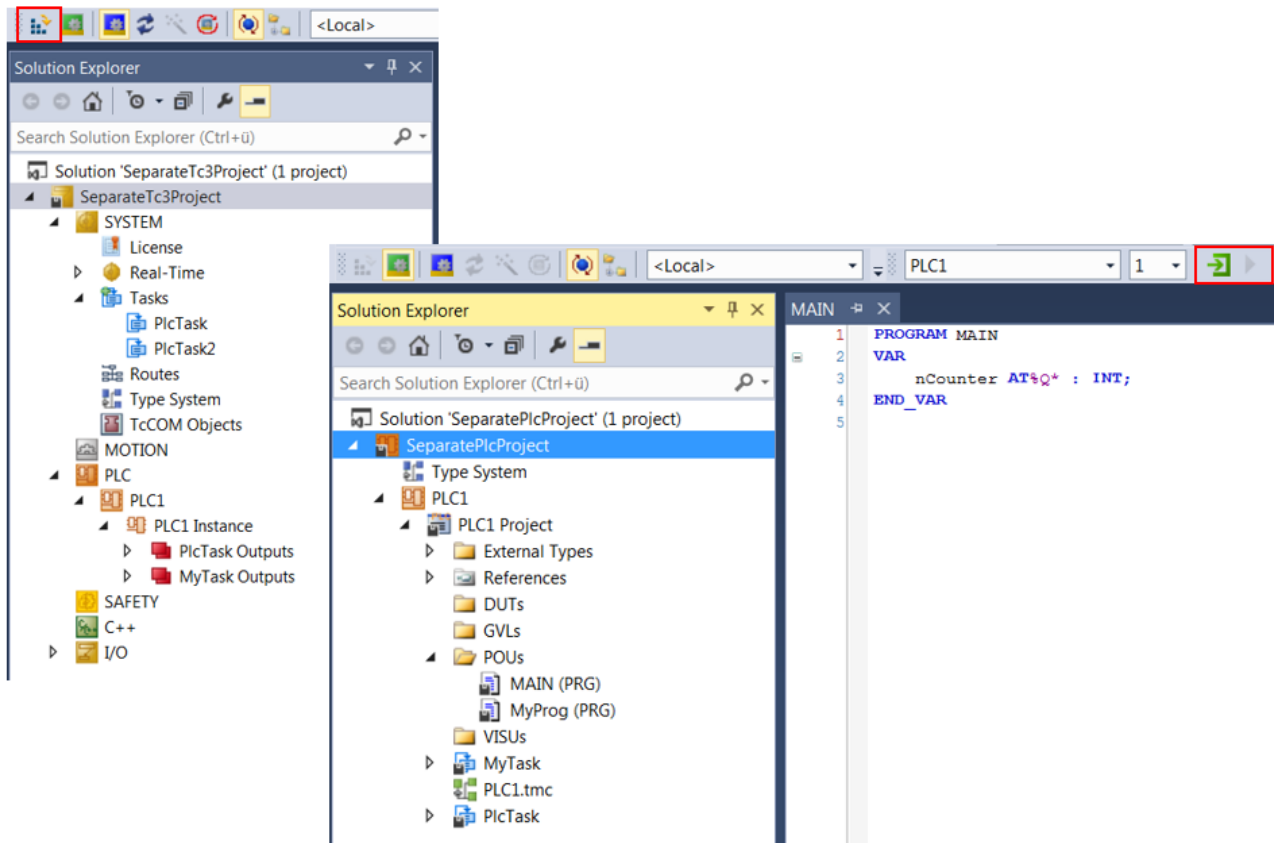 <Local>
Solution Explorer
Search Solution Explorer (Ctrl+ü)
Solution 'SeparateTc3Project' (1 project)
SeparateTc3Project
SYSTEM
License
Real-Time
Tasks
PlcTask
PlcTask2
Routes
Type System
TcCOM Objects
MOTION
PLC
PLC1
PLC1 Instance
PlcTask Outputs
MyTask Outputs
SAFETY
C++
I/O
<Local> PLC1 1
Solution Explorer
Search Solution Explorer (Ctrl+ü)
Solution 'SeparatePlcProject' (1 project)
SeparatePlcProject
Type System
PLC1
PLC1 Project
External Types
References
DUTs
GVLs
POUs
MAIN (PRG)
MyProg (PRG)
VISUs
MyTask
PLC1.tmc
PlcTask
MAIN
1 PROGRAM MAIN
2 VAR
3 nCounter AT%Q* : INT;
4 END_VAR
5